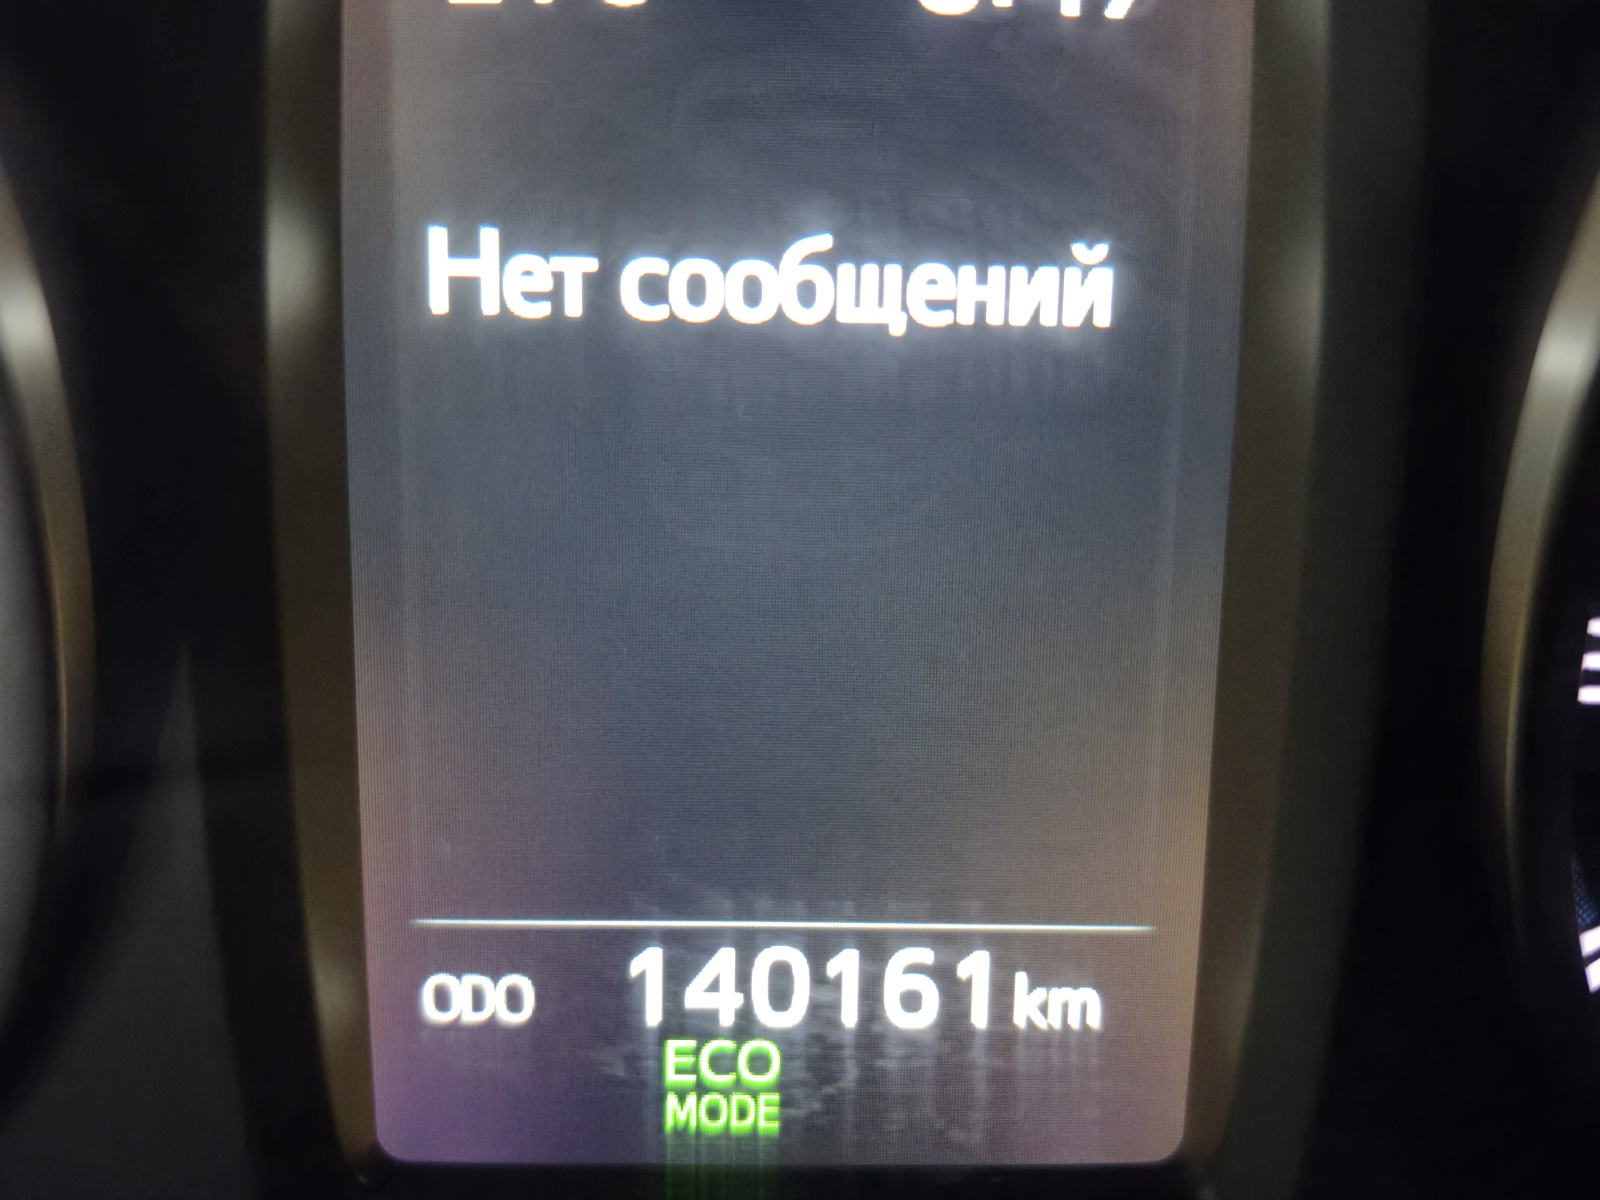 Нет сообщений
ODO 140161 km
ECO
MODE